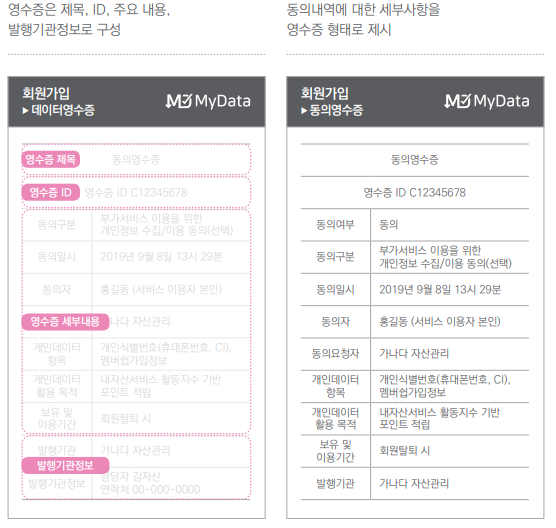 영수증은 제목, ID, 주요 내용,
발행기관정보로 구성
회원가입
▶ 데이터영수증
MyData
영수증 제목
동의영수증
영수증 ID
영수증 ID C12345678
동의구분
부가서비스 이용을 위한
개인정보 수집/이용 동의(선택)
동의일시
2019년 9월 8일 13시 29분
동의자
홍길동 (서비스 이용자 본인)
영수증 세부내용
가나다 자산관리
개인데이터
항목
개인식별번호(휴대폰번호, CI),
멤버쉽가입정보
개인데이터
활용 목적
내자산서비스 활동지수 기반
포인트 적립
보유 및
이용기간
회원탈퇴 시
발행기관
가나다 자산관리
발행기관정보
발행기관정보
담당자 김자산
연락처 00-000-0000
동의내역에 대한 세부사항을
영수증 형태로 제시
회원가입
▶ 동의영수증
MyData
동의영수증
영수증 ID C12345678
동의여부
동의
동의구분
부가서비스 이용을 위한
개인정보 수집/이용 동의(선택)
동의일시
2019년 9월 8일 13시 29분
동의자
홍길동 (서비스 이용자 본인)
동의요청자
가나다 자산관리
개인데이터
항목
개인식별번호(휴대폰번호, CI),
멤버쉽가입정보
개인데이터
활용 목적
내자산서비스 활동지수 기반
포인트 적립
보유 및
이용기간
회원탈퇴 시
발행기관
가나다 자산관리